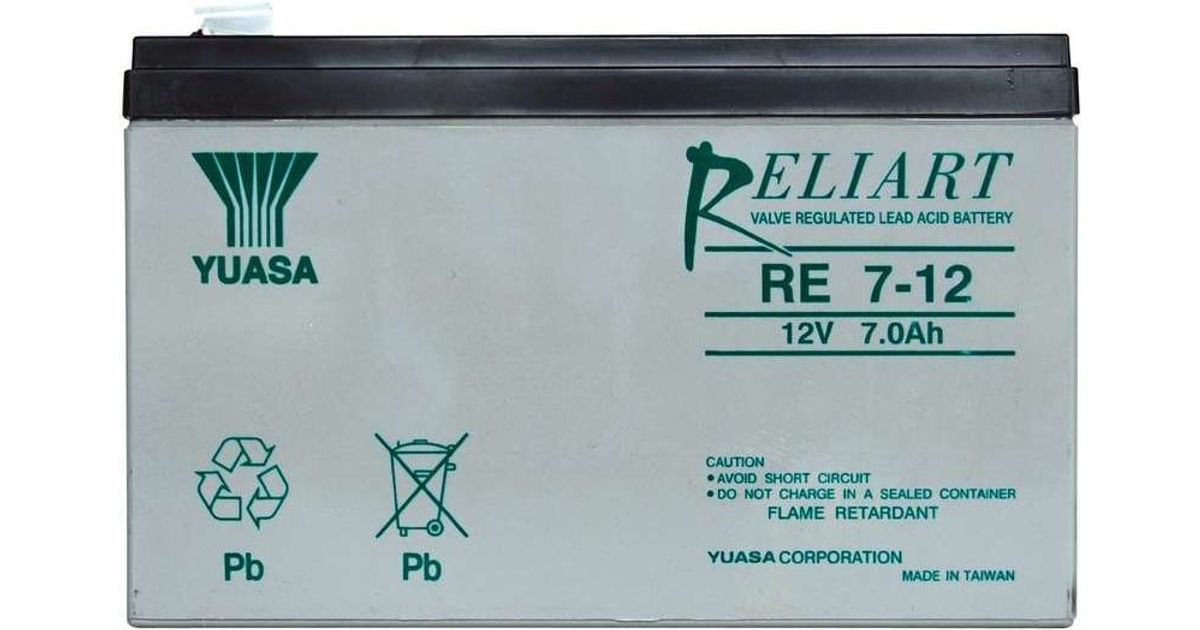 YUASA
RELIART
VALVE REGULATED LEAD ACID BATTERY
RE 7-12
12V 7.0Ah
Pb
Pb
CAUTION
•AVOID SHORT CIRCUIT
•DO NOT CHARGE IN A SEALED CONTAINER
FLAME RETARDANT
YUASA CORPORATION
MADE IN TAIWAN